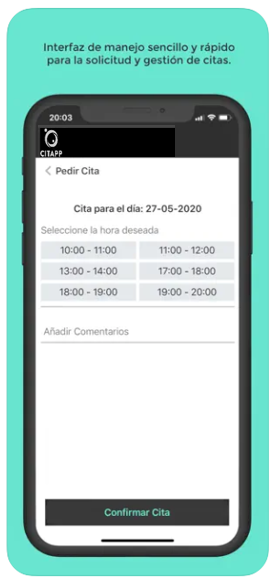 Interfaz de manejo sencillo y rápido
para la solicitud y gestión de citas.
20:03
CITAPP
< Pedir Cita
Cita para el día: 27-05-2020
Seleccione la hora deseada
10:00 - 11:00 11:00 - 12:00
13:00 - 14:00 17:00 - 18:00
18:00 - 19:00 19:00 - 20:00
Añadir Comentarios
Confirmar Cita